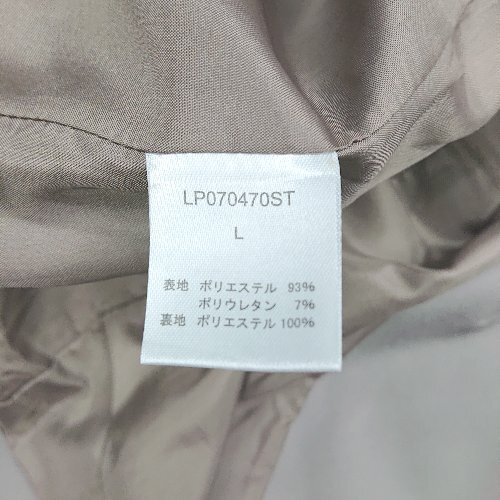 LP070470ST
L
表地 ポリエステル 93%
ポリウレタン 7%
裏地 ポリエステル 100%